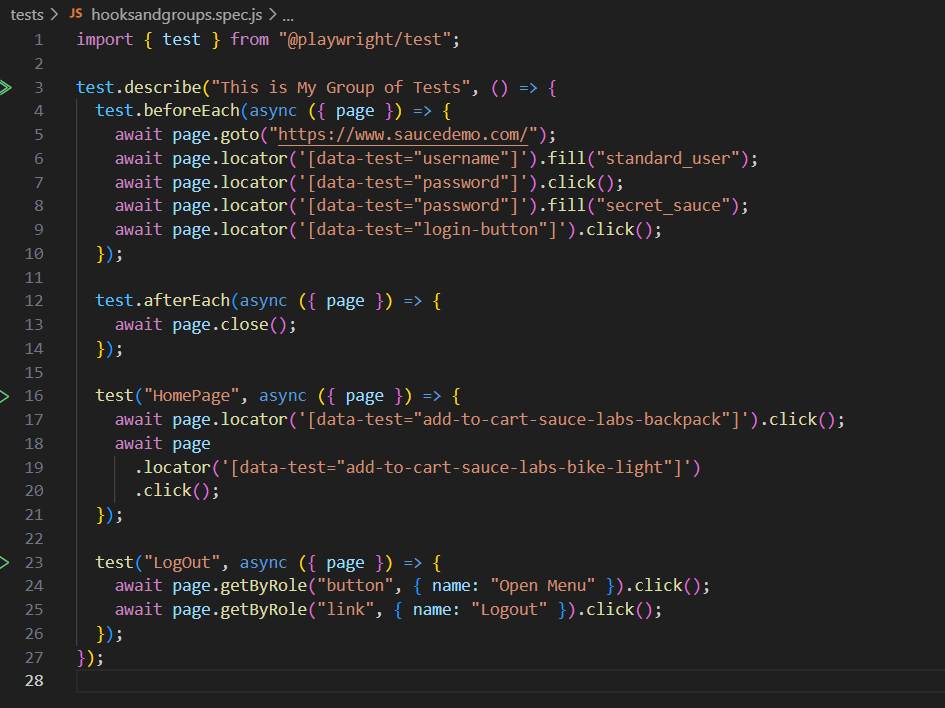 tests > JS hooksandgroups.spec.js > ...
1 import { test } from "@playwright/test";
2
3 test.describe("This is My Group of Tests", () => {
4 test.beforeEach(async ({ page }) => {
5 await page.goto("https://www.saucedemo.com/");
6 await page.locator('[data-test="username"]').fill("standard_user");
7 await page.locator('[data-test="password"]').click();
8 await page.locator('[data-test="password"]').fill("secret_sauce");
9 await page.locator('[data-test="login-button"]').click();
10 });
11
12 test.afterEach(async ({ page }) => {
13 await page.close();
14 });
15
16 test("HomePage", async ({ page }) => {
17 await page.locator('[data-test="add-to-cart-sauce-labs-backpack"]').click();
18 await page
19 .locator('[data-test="add-to-cart-sauce-labs-bike-light"]')
20 .click();
21 });
22
23 test("LogOut", async ({ page }) => {
24 await page.getByRole("button", { name: "Open Menu" }).click();
25 await page.getByRole("link", { name: "Logout" }).click();
26 });
27 });
28